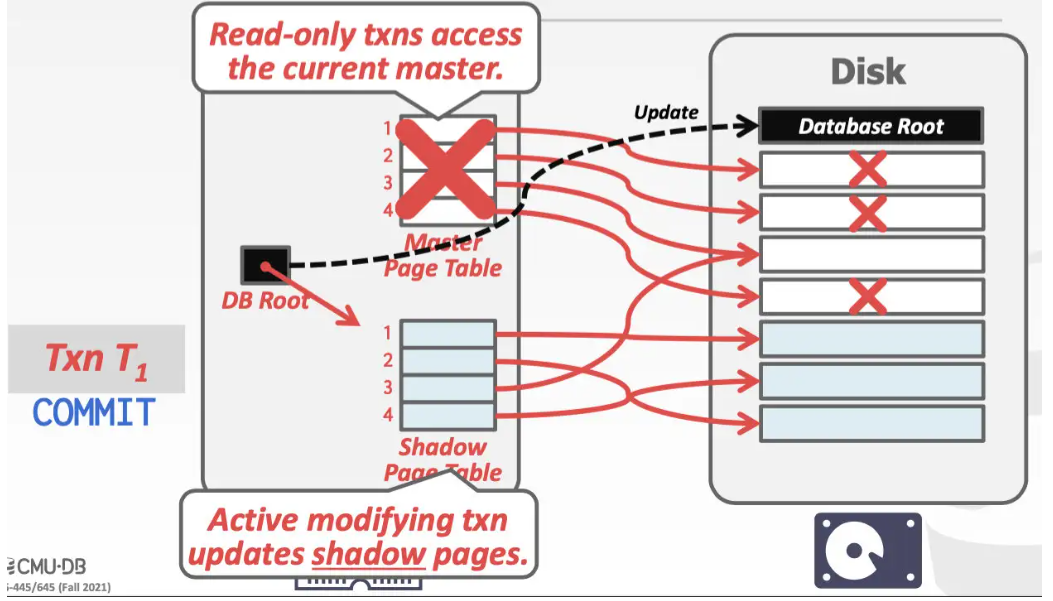 Read-only txns access
the current master.
Disk
Update
Database Root
1
2
3
4
Master
Page Table
DB Root
1
2
3
4
Txn T1
COMMIT
Shadow
Page Table
Active modifying txn
updates shadow pages.
CMU·DB
5-445/645 (Fall 2021)